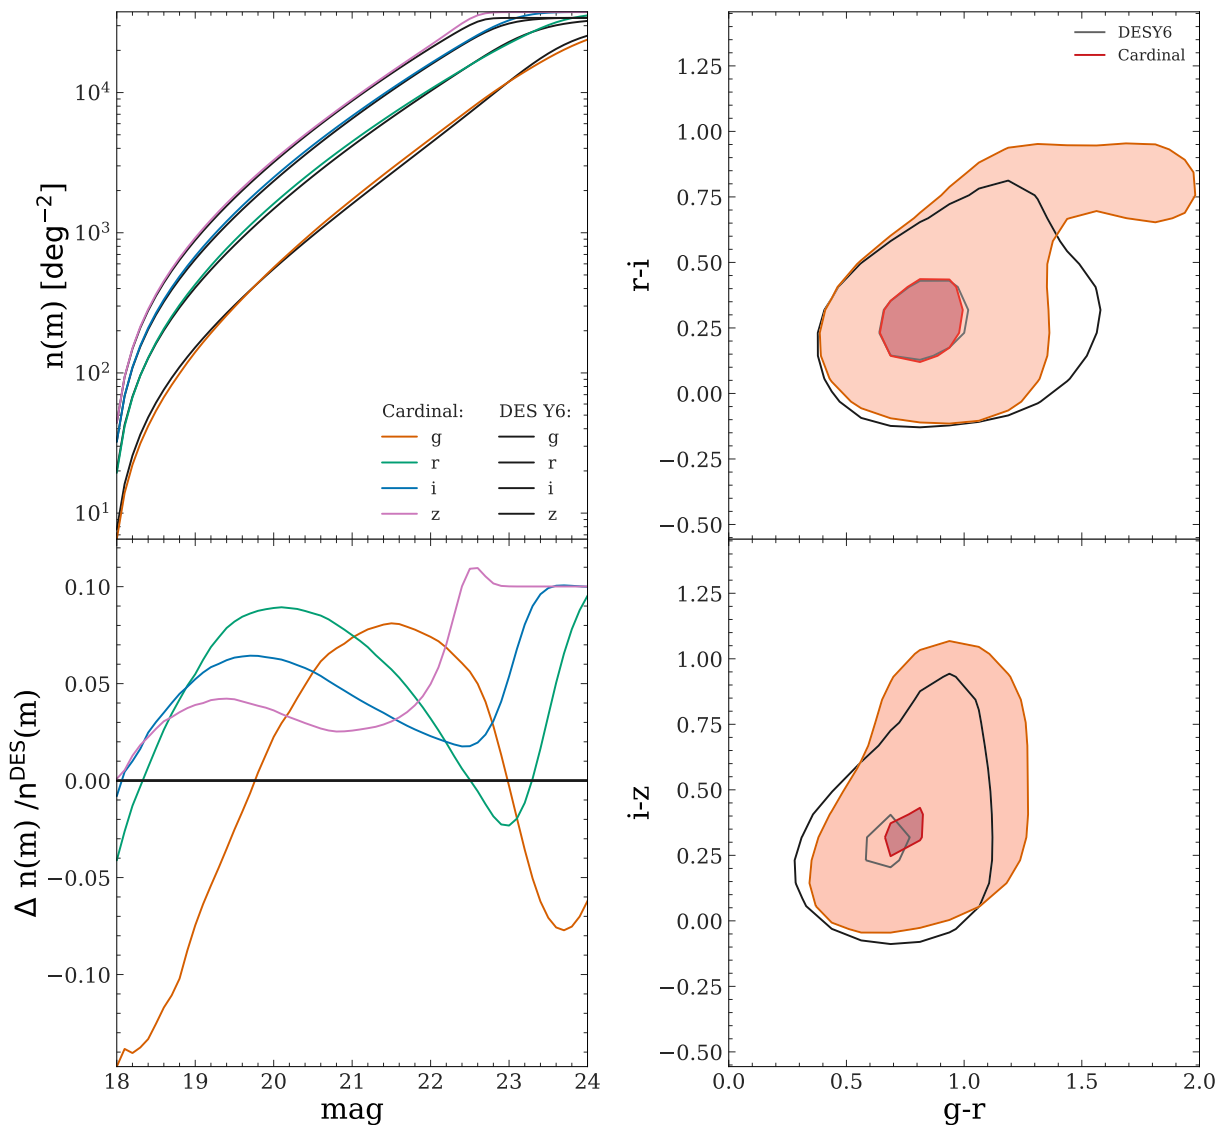 10⁴
10³
10²
10¹
n(m) [deg⁻²]
Cardinal: DES Y6:
g g
r r
i i
z z
DESY6
Cardinal
1.25
1.00
0.75
0.50
0.25
0.00
−0.25
−0.50
r-i
0.10
0.05
0.00
−0.05
−0.10
Δ n(m) /nᴰᴱˢ(m)
18 19 20 21 22 23 24
mag
1.25
1.00
0.75
0.50
0.25
0.00
−0.25
−0.50
i-z
0.0 0.5 1.0 1.5 2.0
g-r